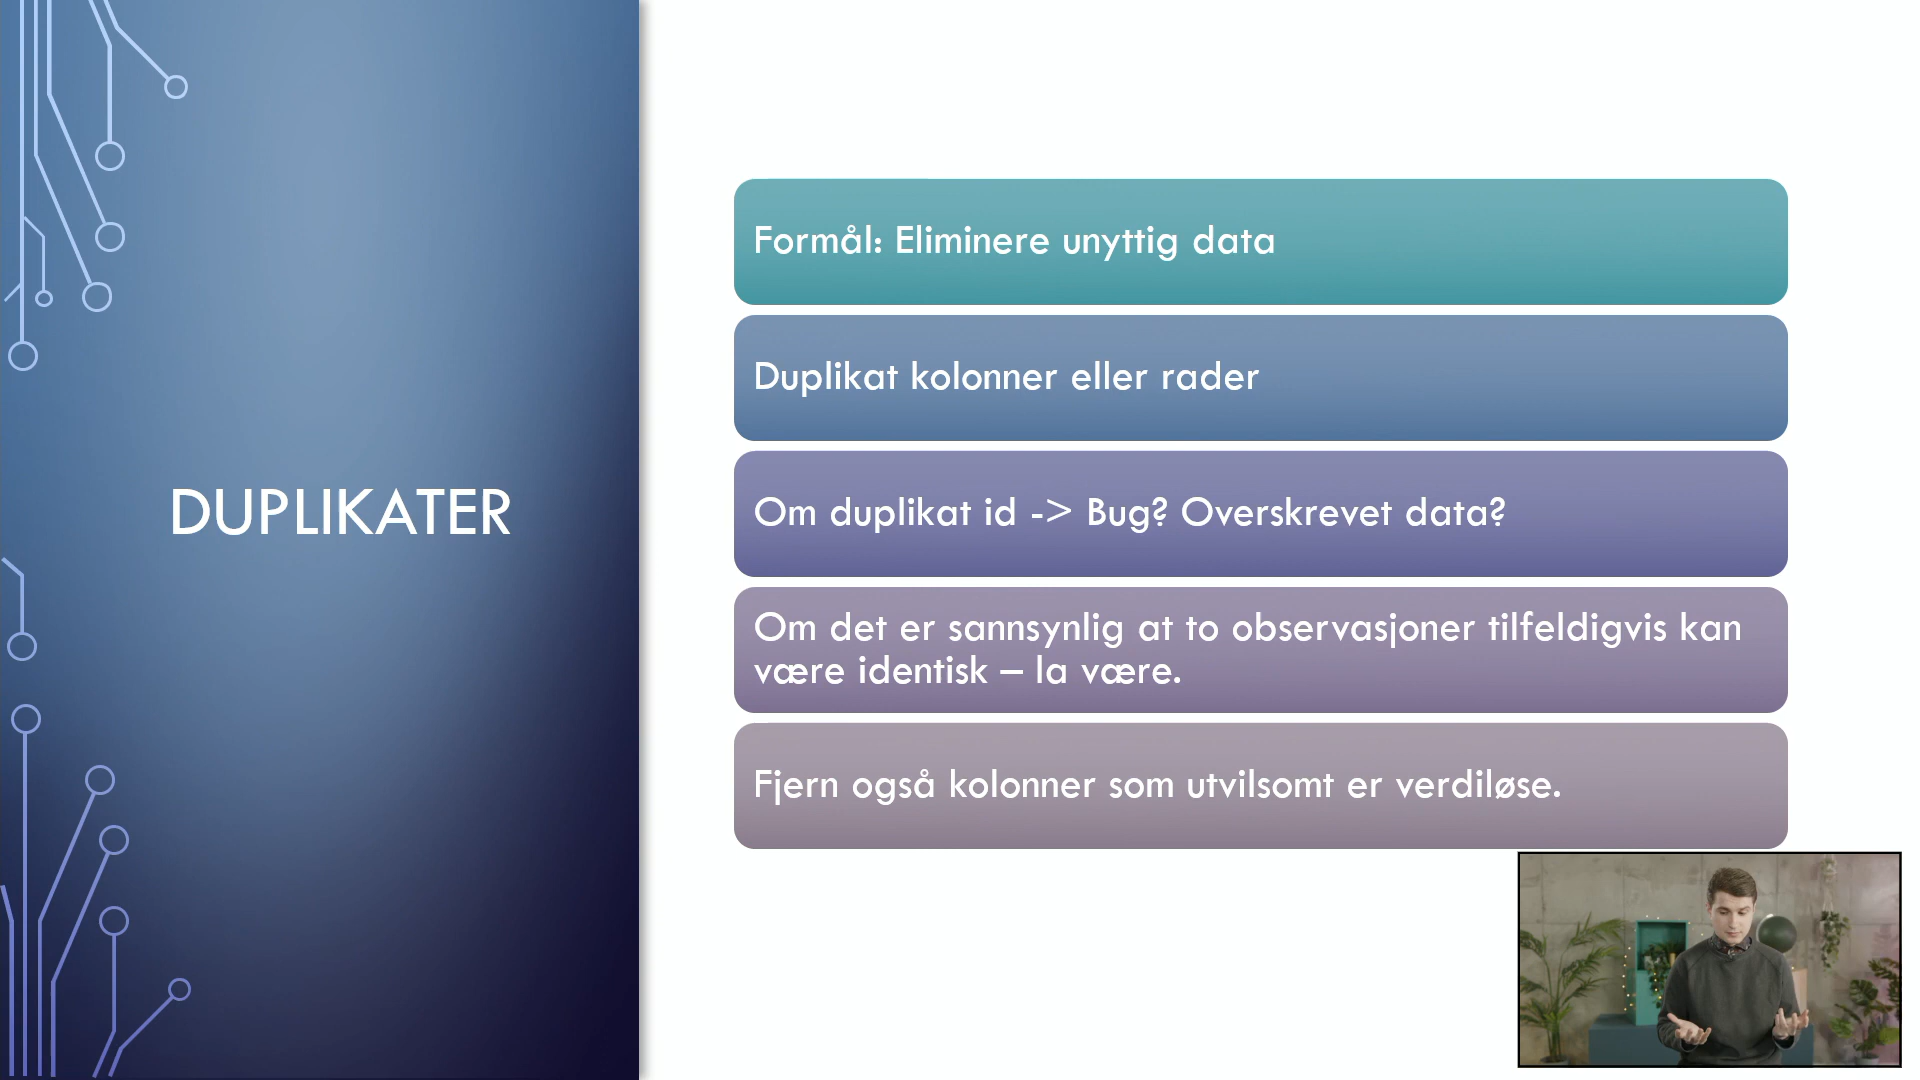 DUPLIKATER
Formål: Eliminere unyttig data
Duplikat kolonner eller rader
Om duplikat id -> Bug? Overskrevet data?
Om det er sannsynlig at to observasjoner tilfeldigvis kan
være identisk – la være.
Fjern også kolonner som utvilsomt er verdiløse.